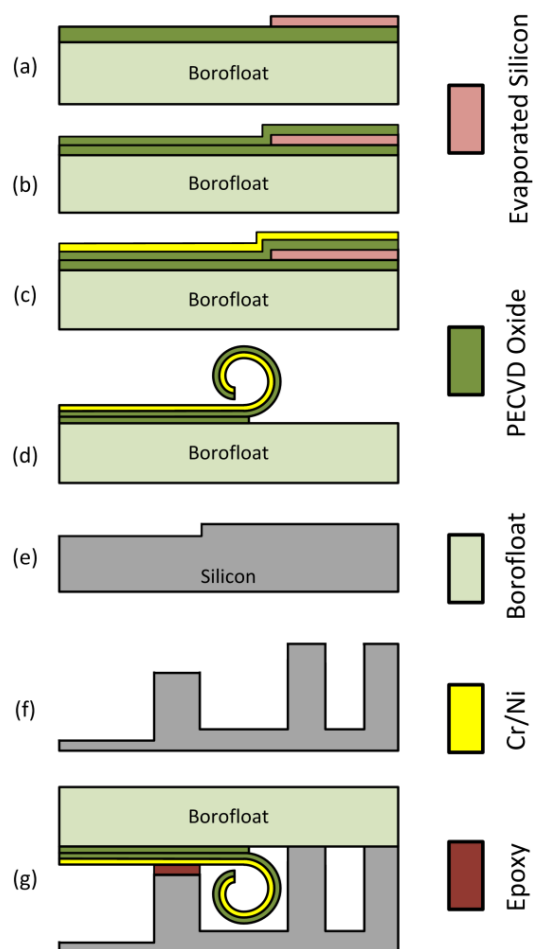 (a)
Borofloat
(b)
Borofloat
(c)
Borofloat
(d)
Borofloat
(e)
Silicon
(f)
(g)
Borofloat
Evaporated Silicon
PECVD Oxide
Borofloat
Cr/Ni
Epoxy